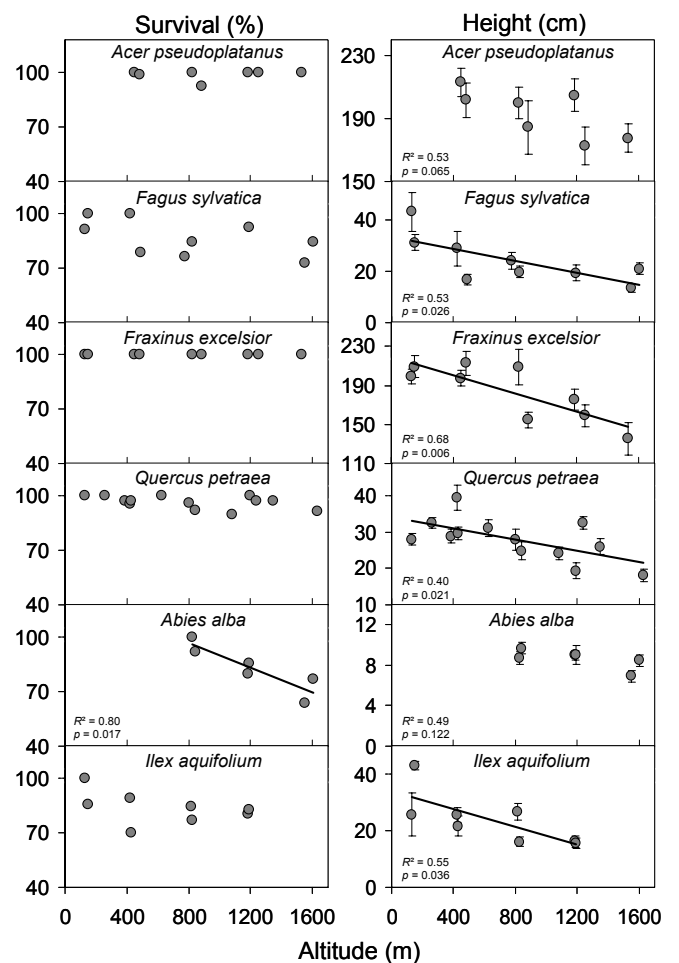 Survival (%)
Height (cm)
Acer pseudoplatanus
100
70
40
Acer pseudoplatanus
230
190
150
R² = 0.53
p = 0.065
Fagus sylvatica
100
70
40
Fagus sylvatica
40
20
0
R² = 0.53
p = 0.026
Fraxinus excelsior
100
70
40
Fraxinus excelsior
230
190
150
110
R² = 0.68
p = 0.006
Quercus petraea
100
70
40
Quercus petraea
40
30
20
10
R² = 0.40
p = 0.021
Abies alba
100
70
40
R² = 0.80
p = 0.017
Abies alba
12
8
4
0
R² = 0.49
p = 0.122
Ilex aquifolium
100
70
40
Ilex aquifolium
40
20
0
R² = 0.55
p = 0.036
0 400 800 1200 1600
0 400 800 1200 1600
Altitude (m)